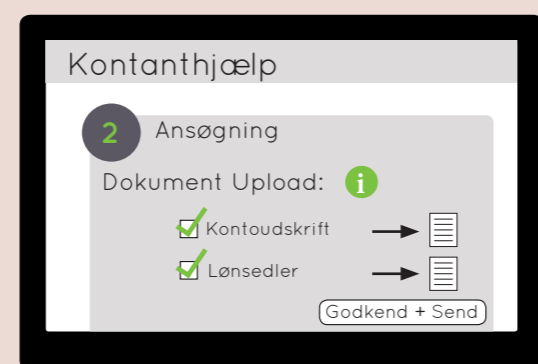 Kontanthjælp
2 Ansøgning
Dokument Upload: i
Kontoudskrift
Lønsedler
Godkend + Send